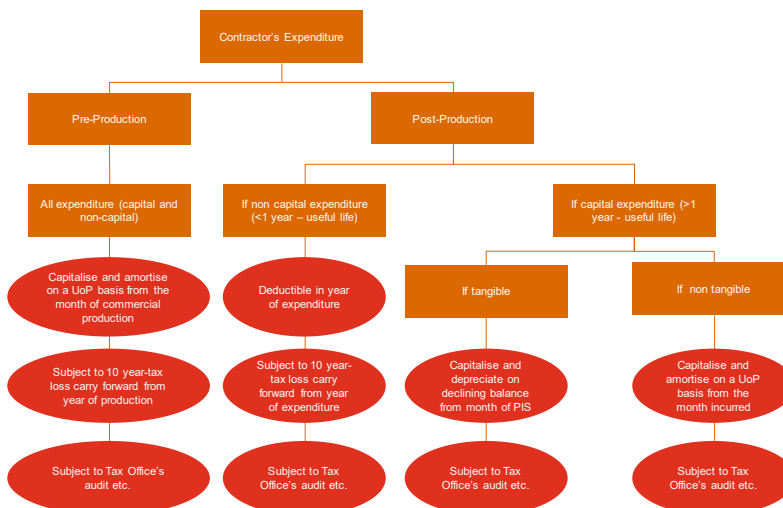 Contractor's Expenditure
Pre-Production
Post-Production
All expenditure (capital and
non-capital)
If non capital expenditure
(<1 year – useful life)
If capital expenditure (>1
year - useful life)
Capitalise and amortise
on a UoP basis from the
month of commercial
production
Deductible in year
of expenditure
If tangible
If non tangible
Subject to 10 year-tax
loss carry forward from
year of production
Subject to 10 year-
tax loss carry
forward from year
of expenditure
Capitalise and
depreciate on
declining balance
from month of PIS
Capitalise and
amortise on a UoP
basis from the
month incurred
Subject to Tax Office's
audit etc.
Subject to Tax
Office's audit etc.
Subject to Tax
Office's audit etc.
Subject to Tax
Office's audit etc.